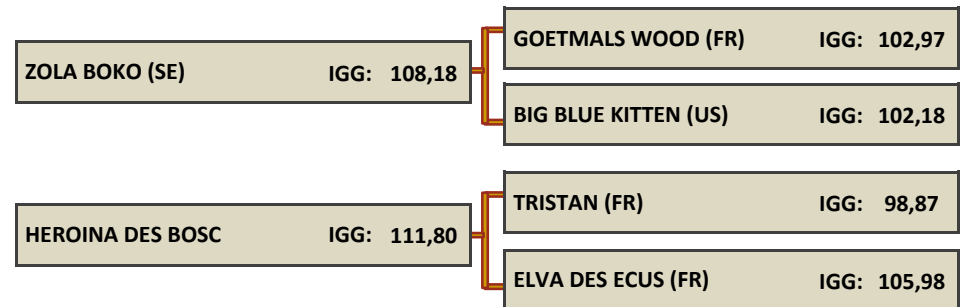 GOETMALS WOOD (FR) IGG: 102,97
ZOLA BOKO (SE) IGG: 108,18
BIG BLUE KITTEN (US) IGG: 102,18
TRISTAN (FR) IGG: 98,87
HEROINA DES BOSC IGG: 111,80
ELVA DES ECUS (FR) IGG: 105,98